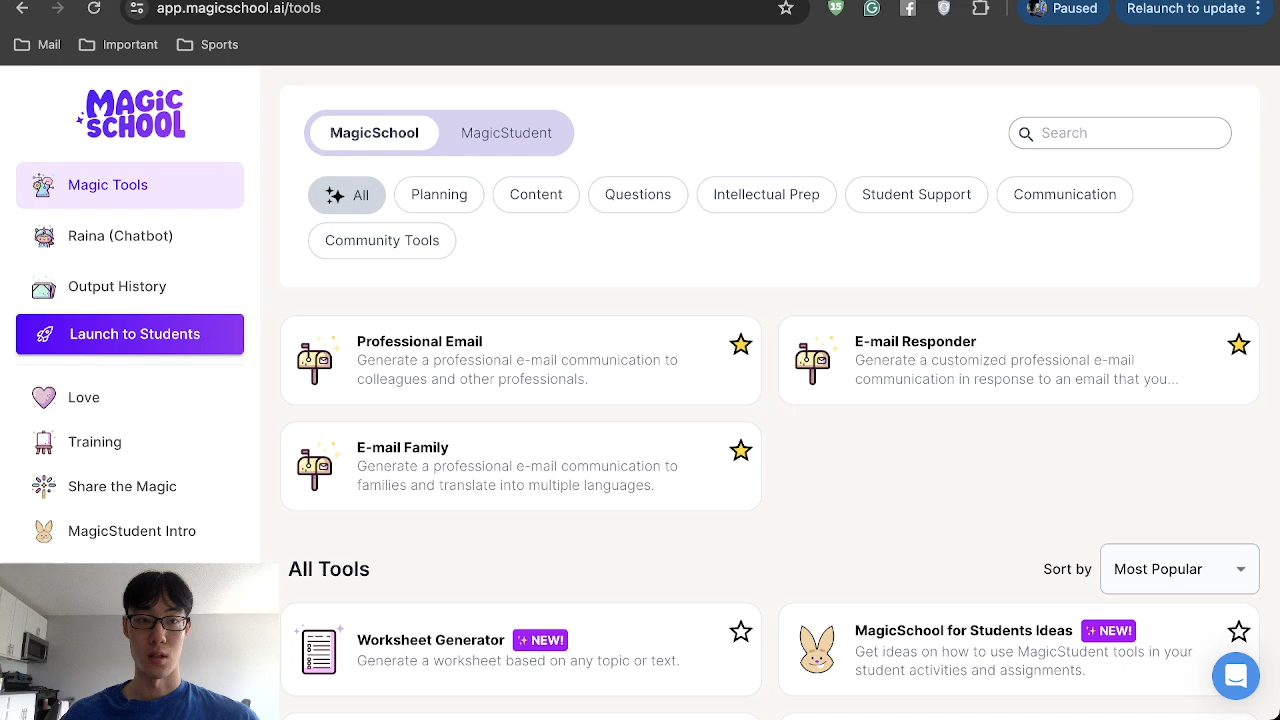 app.magicschool.ai/tools
Paused
Relaunch to update
Mail
Important
Sports
MAGIC
SCHOOL
Magic Tools
Raina (Chatbot)
Output History
Launch to Students
Love
Training
Share the Magic
MagicStudent Intro
MagicSchool
MagicStudent
Search
All
Planning
Content
Questions
Intellectual Prep
Student Support
Communication
Community Tools
Professional Email
Generate a professional e-mail communication to
colleagues and other professionals.
E-mail Responder
Generate a customized professional e-mail
communication in response to an email that you...
E-mail Family
Generate a professional e-mail communication to
families and translate into multiple languages.
All Tools
Sort by
Most Popular
Worksheet Generator NEW!
Generate a worksheet based on any topic or text.
MagicSchool for Students Ideas NEW!
Get ideas on how to use MagicStudent tools in your
student activities and assignments.